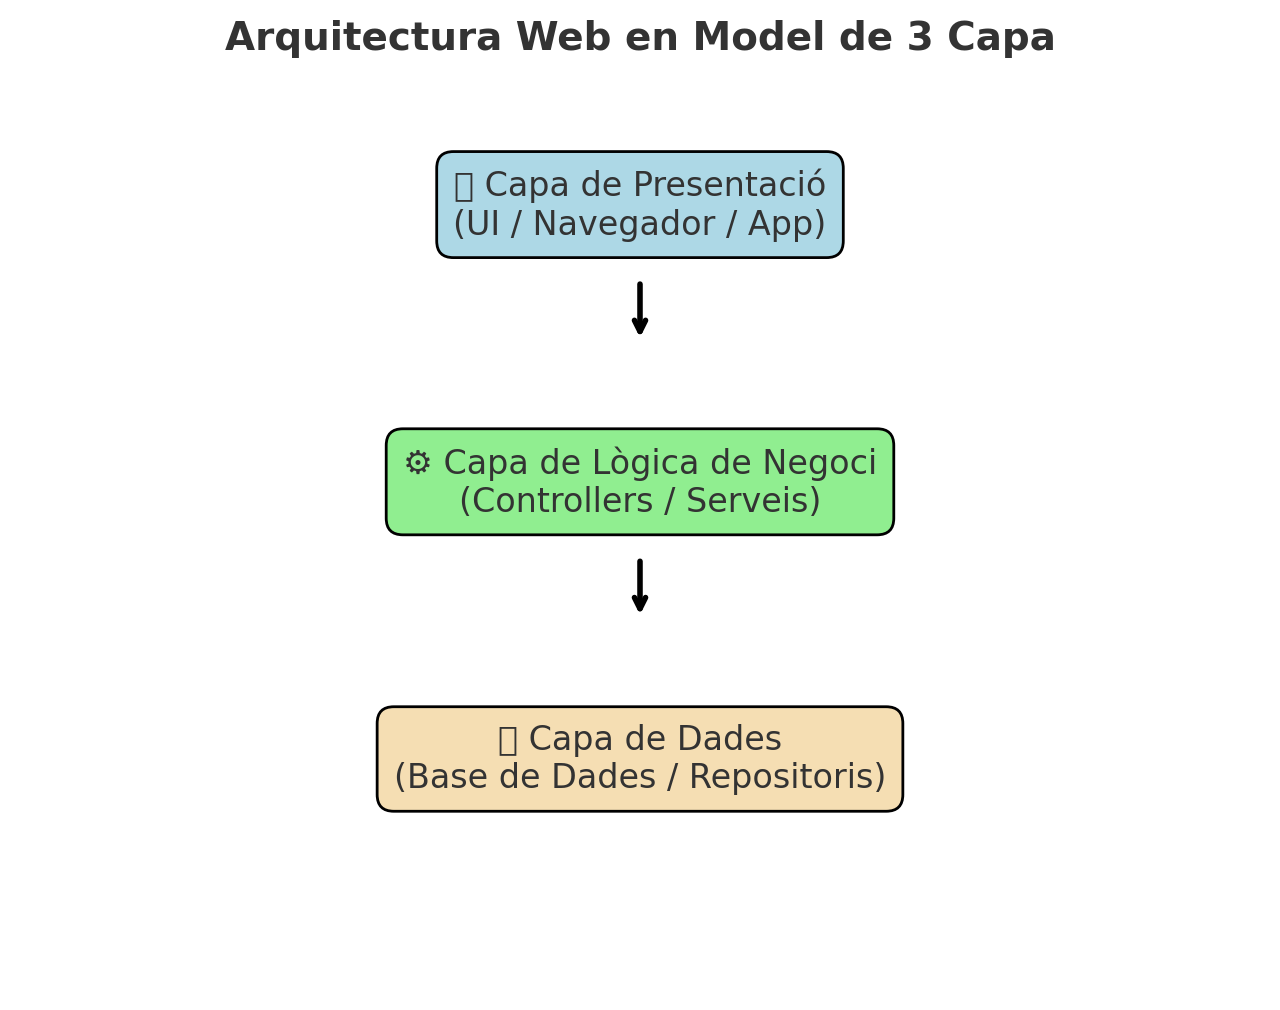 Arquitectura Web en Model de 3 Capa
Capa de Presentació
(UI / Navegador / App)
⚙ Capa de Lògica de Negoci
(Controllers / Serveis)
Capa de Dades
(Base de Dades / Repositoris)